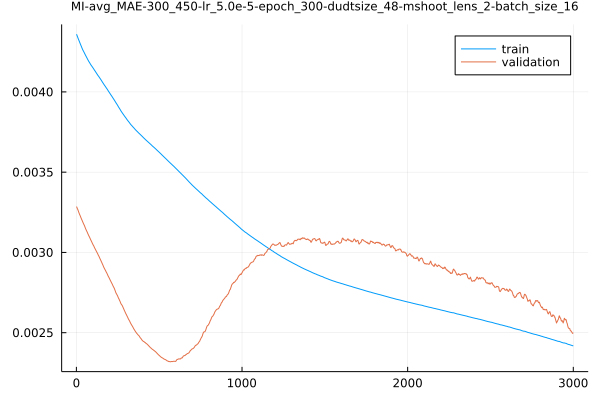 MI-avg_MAE-300_450-lr_5.0e-5-epoch_300-dudtsize_48-mshoot_lens_2-batch_size_16
train
validation
0.0040
0.0035
0.0030
0.0025
0
1000
2000
3000